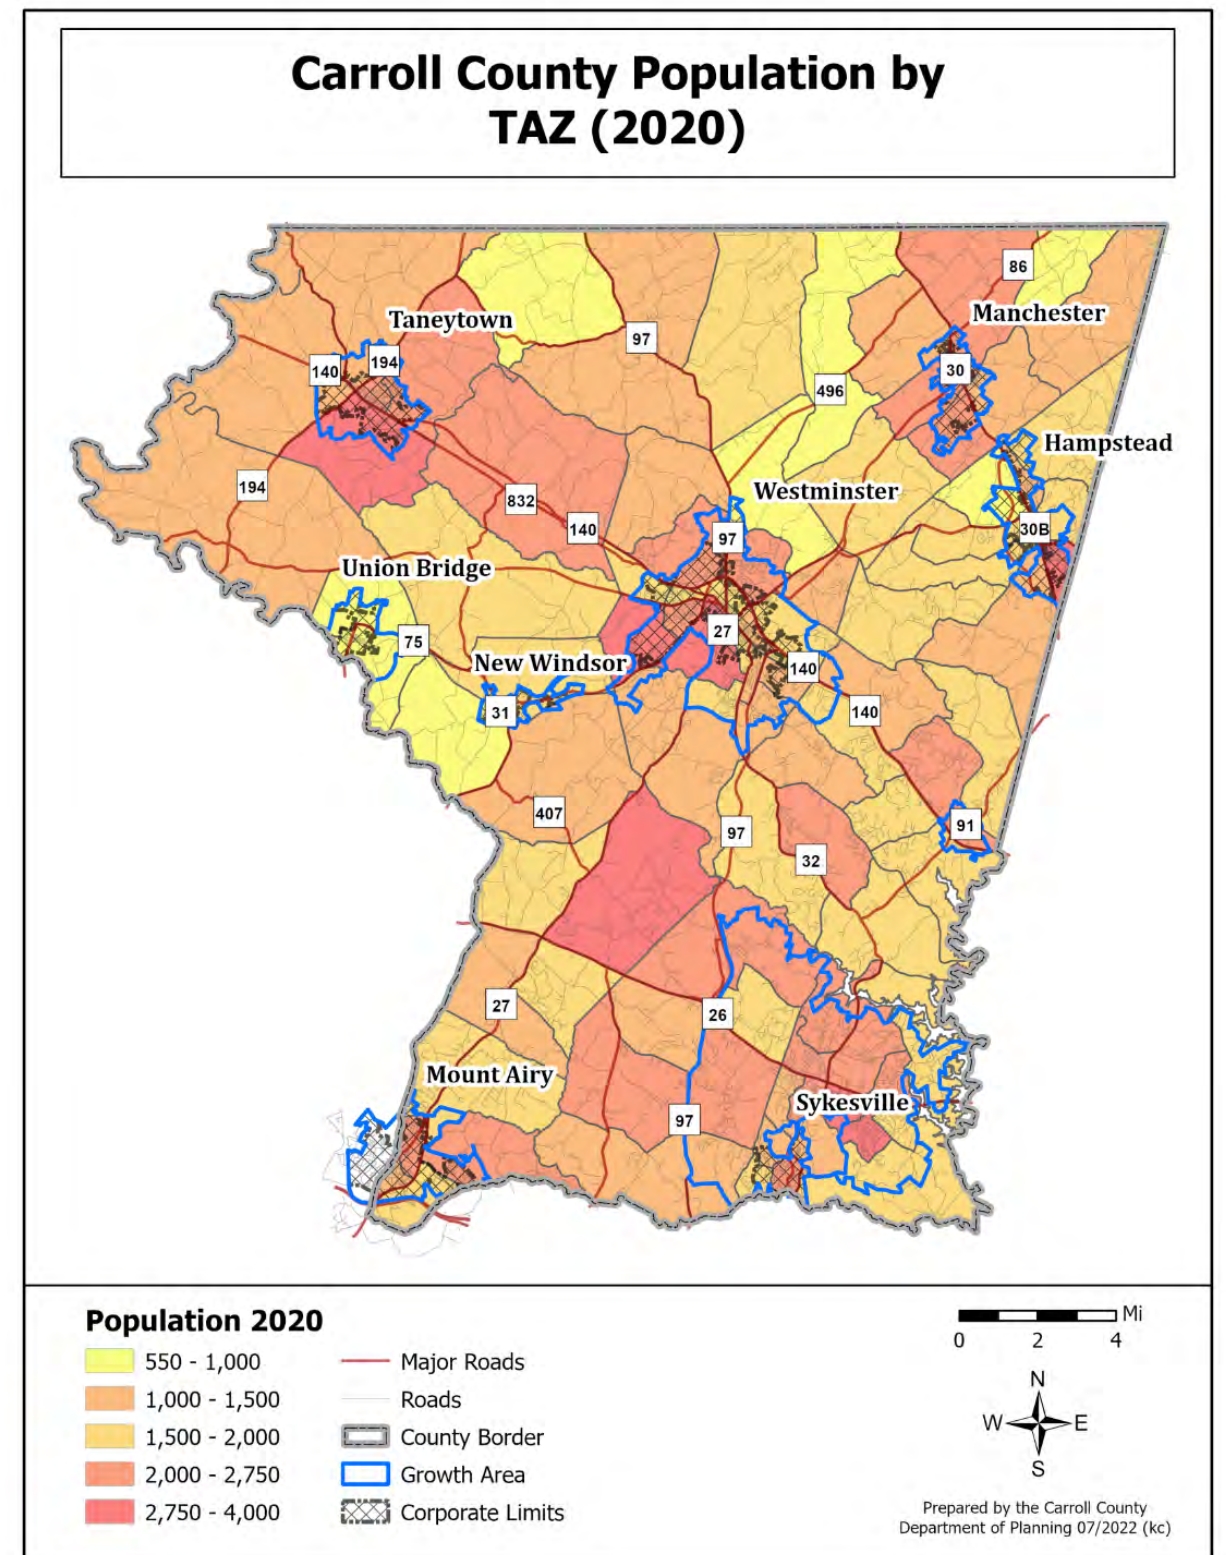 Carroll County Population by
TAZ (2020)
86
Manchester
Taneytown
97
140
194
30
496
Hampstead
194
Westminster
832
140
30B
97
Union Bridge
27
75
New Windsor
140
31
140
407
97
91
32
27
26
Mount Airy
Sykesville
97
Population 2020
550 - 1,000
1,000 - 1,500
1,500 - 2,000
2,000 - 2,750
2,750 - 4,000
Major Roads
Roads
County Border
Growth Area
Corporate Limits
Mi
0 2 4
N
W E
S
Prepared by the Carroll County
Department of Planning 07/2022 (kc)